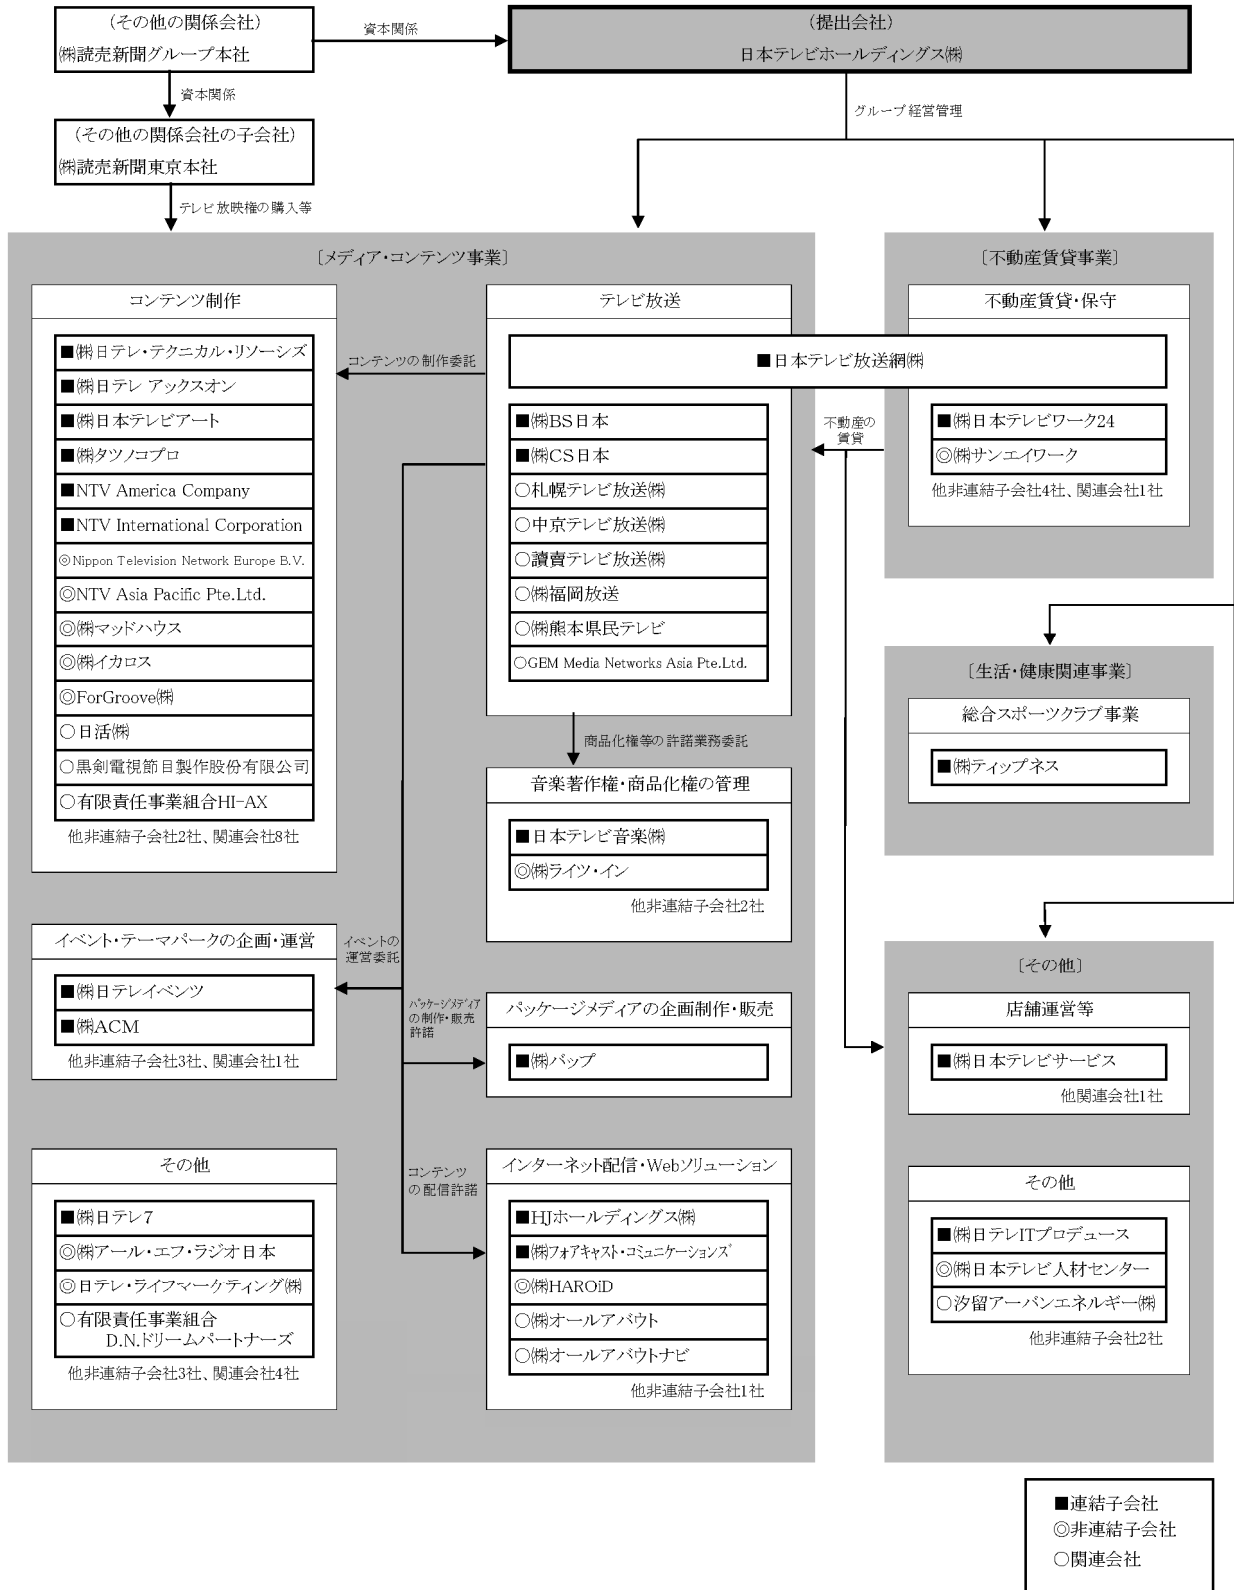 (その他の関係会社)
㈱読売新聞グループ本社
資本関係
(提出会社)
日本テレビホールディングス㈱
資本関係
グループ経営管理
(その他の関係会社の子会社)
㈱読売新聞東京本社
テレビ放映権の購入等
〔メディア・コンテンツ事業〕
コンテンツ制作
■㈱日テレ・テクニカル・リソーシズ
■㈱日テレ アックスオン
■㈱日本テレビアート
■㈱タツノコプロ
■NTV America Company
■NTV International Corporation
◎Nippon Television Network Europe B.V.
◎NTV Asia Pacific Pte.Ltd.
◎㈱マッドハウス
◎㈱イカロス
◎ForGroove㈱
○日活㈱
○黒剣電視節目製作股份有限公司
○有限責任事業組合HI-AX
他非連結子会社2社、関連会社8社
コンテンツの制作委託
テレビ放送
■日本テレビ放送網㈱
■㈱BS日本
■㈱CS日本
○札幌テレビ放送㈱
○中京テレビ放送㈱
○讀賣テレビ放送㈱
○㈱福岡放送
○㈱熊本県民テレビ
○GEM Media Networks Asia Pte.Ltd.
商品化権等の許諾業務委託
音楽著作権・商品化権の管理
■日本テレビ音楽㈱
◎㈱ライツ・イン
他非連結子会社2社
イベント・テーマパークの企画・運営
■㈱日テレイベンツ
■㈱ACM
他非連結子会社3社、関連会社1社
イベントの
運営委託
パッケージメディア
の制作・販売
許諾
パッケージメディアの企画制作・販売
■㈱バップ
その他
■㈱日テレ7
◎㈱アール・エフ・ラジオ日本
◎日テレ・ライフマーケティング㈱
○有限責任事業組合
D.N.ドリームパートナーズ
他非連結子会社3社、関連会社4社
コンテンツ
の配信許諾
インターネット配信・Webソリューション
■HJホールディングス㈱
■㈱フォアキャスト・コミュニケーションズ
◎㈱HAROiD
○㈱オールアバウト
○㈱オールアバウトナビ
他非連結子会社1社
〔不動産賃貸事業〕
不動産賃貸・保守
■㈱日本テレビワーク24
◎㈱サンエイワーク
他非連結子会社4社、関連会社1社
不動産の
賃貸
〔生活・健康関連事業〕
総合スポーツクラブ事業
■㈱ティップネス
〔その他〕
店舗運営等
■㈱日本テレビサービス
他関連会社1社
その他
■㈱日テレITプロデュース
◎㈱日本テレビ人材センター
○汐留アーバンエネルギー㈱
他非連結子会社2社
■連結子会社
◎非連結子会社
○関連会社